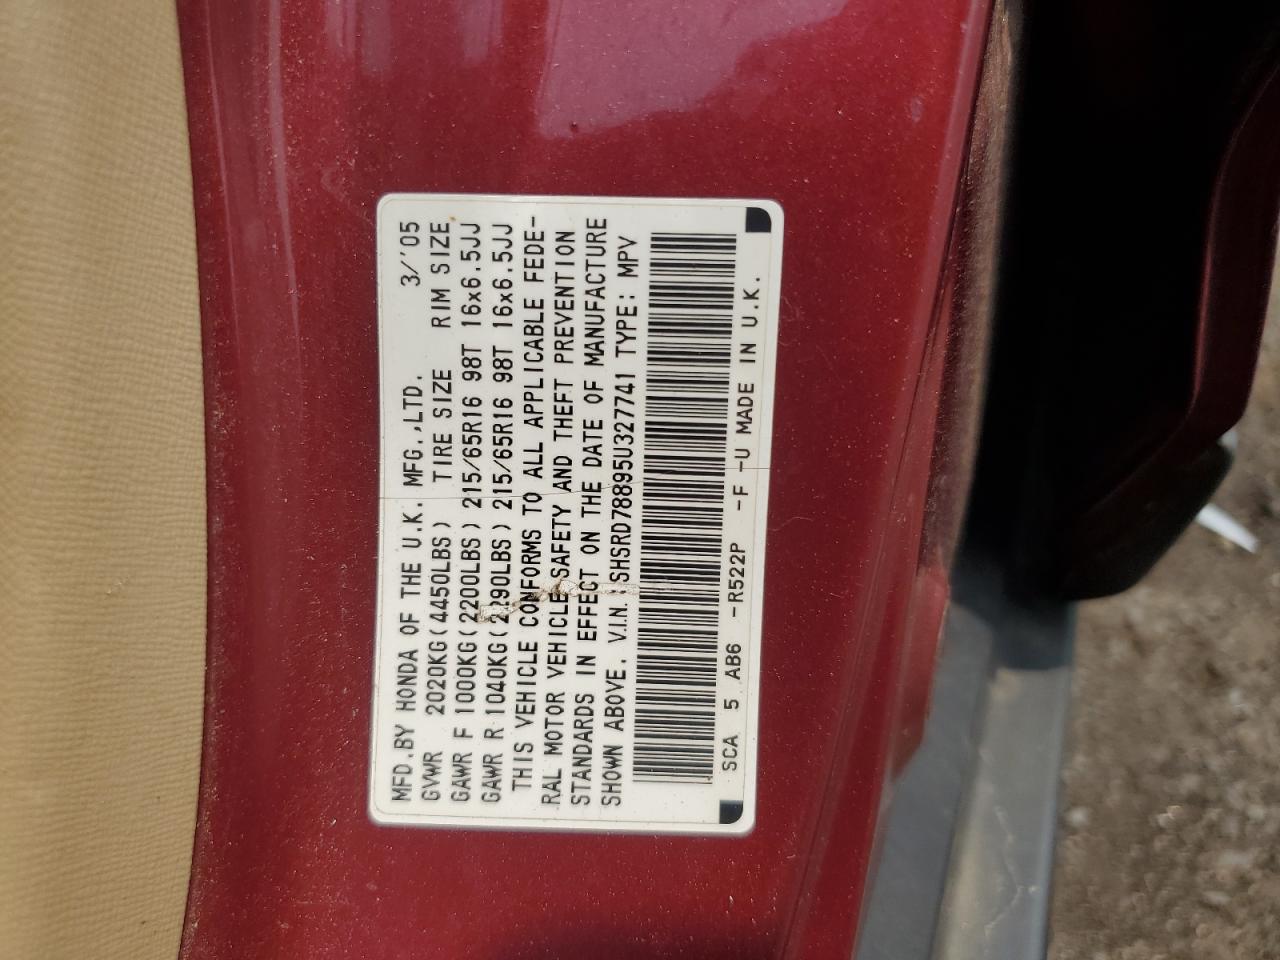 MFD.BY HONDA OF THE U.K. MFG.,LTD. 3/'05
GVWR 2020KG(4450LBS) TIRE SIZE RIM SIZE
GAWR F 1000KG(2200LBS) 215/65R16 98T 16x6.5JJ
GAWR R 1040KG(2290LBS) 215/65R16 98T 16x6.5JJ
THIS VEHICLE CONFORMS TO ALL APPLICABLE FEDE-
RAL MOTOR VEHICLE SAFETY AND THEFT PREVENTION
STANDARDS IN EFFECT ON THE DATE OF MANUFACTURE
SHOWN ABOVE. V.I.N. :SHSRD78895U327741 TYPE: MPV
SCA 5 AB6 -R522P -F -U MADE IN U.K.